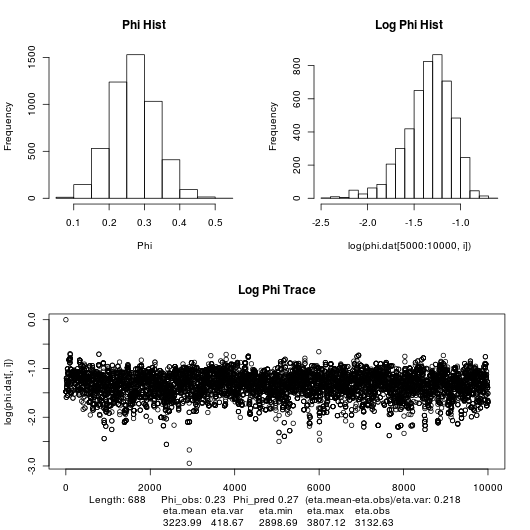 Phi Hist
Log Phi Hist
Frequency
0 500 1000 1500
0.1 0.2 0.3 0.4 0.5
Phi
Frequency
0 200 400 600 800
-2.5 -2.0 -1.5 -1.0
log(phi.dat[5000:10000, i])
Log Phi Trace
log(phi.dat[, i])
0.0 -1.0 -2.0 -3.0
0 2000 4000 6000 8000 10000
Length: 688 Phi_obs: 0.23 Phi_pred 0.27 (eta.mean-eta.obs)/eta.var: 0.218
eta.mean eta.var eta.min eta.max eta.obs
3223.99 418.67 2898.69 3807.12 3132.63